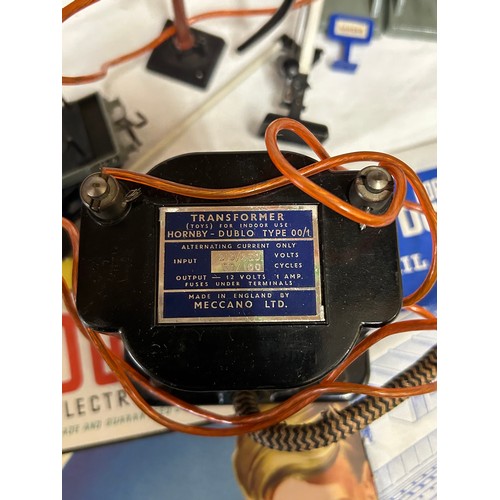 TRANSFORMER
(TOYS) FOR INDOOR USE
HORNBY - DUBLO TYPE 00/1
ALTERNATING CURRENT ONLY
INPUT VOLTS
CYCLES
OUTPUT — 12 VOLTS, 1 AMP.
FUSES UNDER TERMINALS
MADE IN ENGLAND BY
MECCANO LTD.
ELECTR